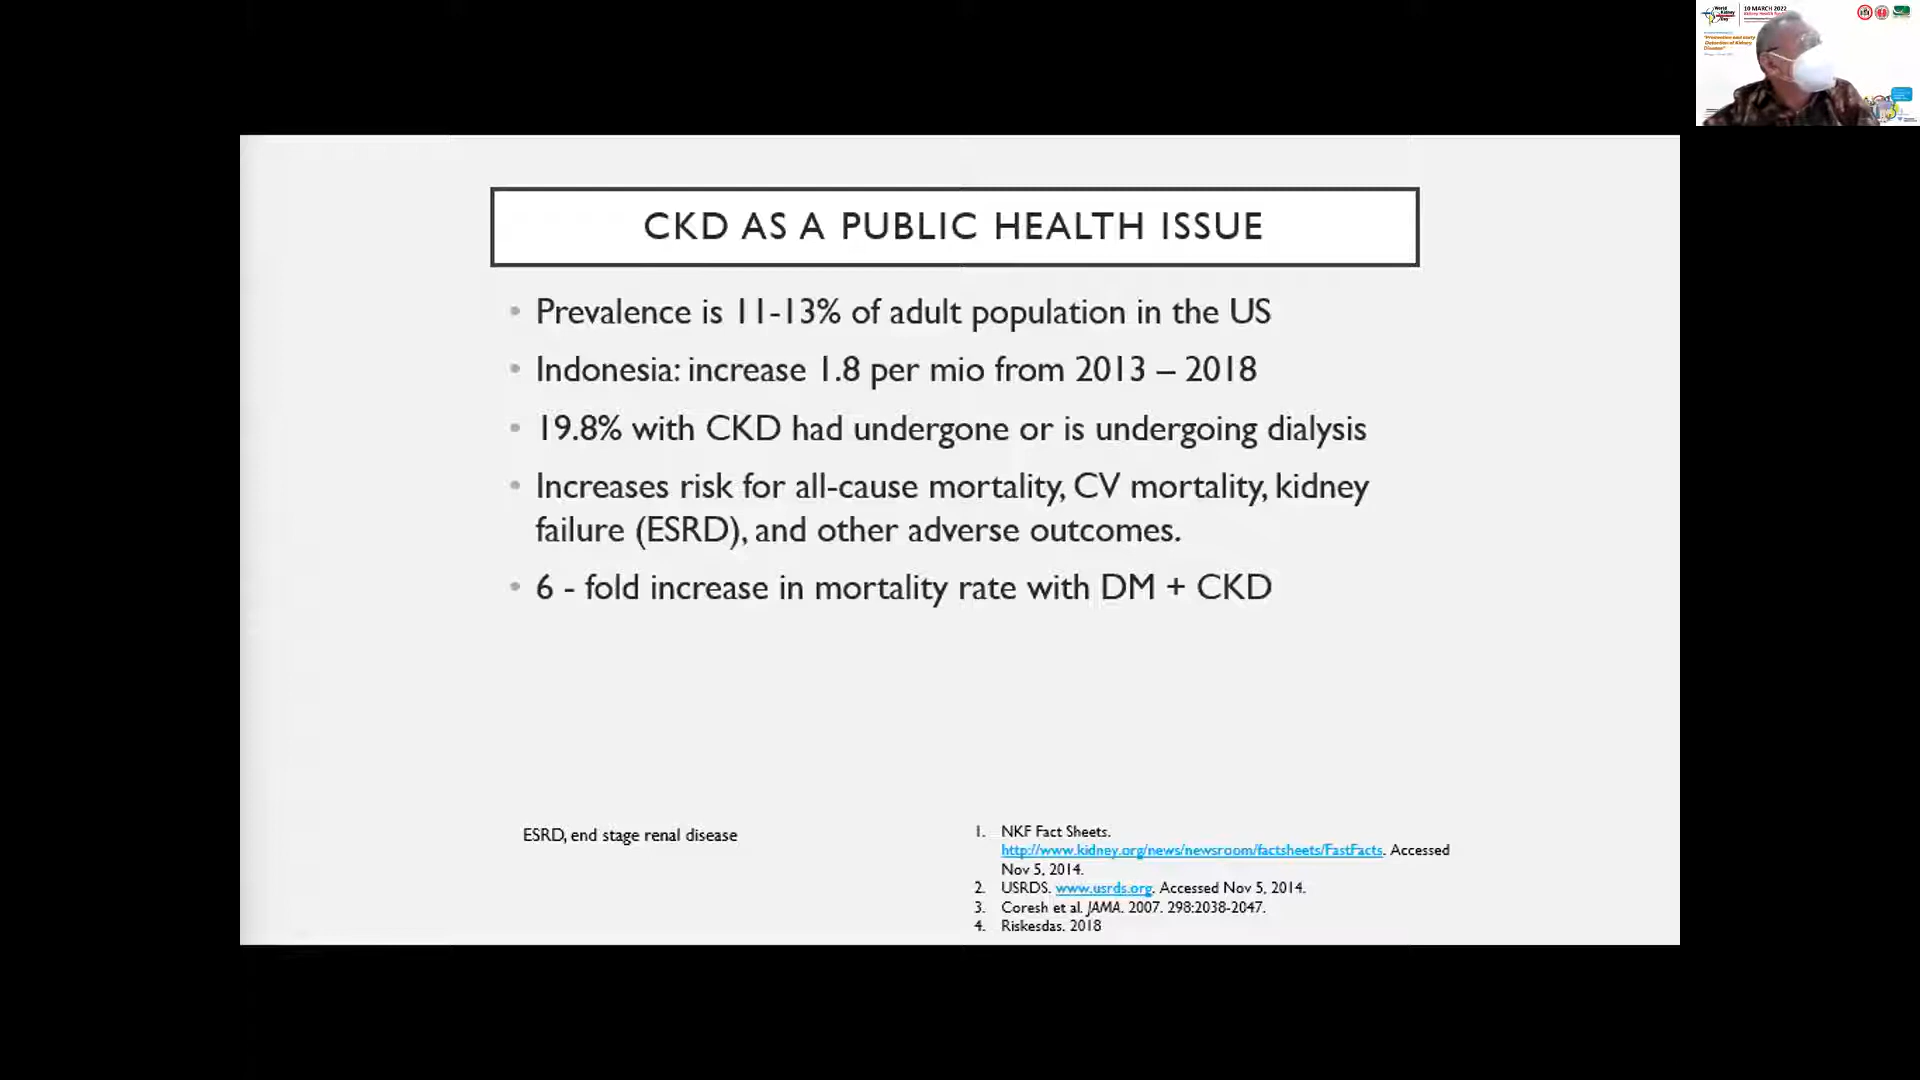 World
Kidney
Day
10 MARCH 2022
CKD AS A PUBLIC HEALTH ISSUE
• Prevalence is 11-13% of adult population in the US
• Indonesia: increase 1.8 per mio from 2013 – 2018
• 19.8% with CKD had undergone or is undergoing dialysis
• Increases risk for all-cause mortality, CV mortality, kidney
failure (ESRD), and other adverse outcomes.
• 6 - fold increase in mortality rate with DM + CKD
ESRD, end stage renal disease
1. NKF Fact Sheets.
http://www.kidney.org/news/newsroom/factsheets/FastFacts. Accessed
Nov 5, 2014.
2. USRDS. www.usrds.org. Accessed Nov 5, 2014.
3. Coresh et al. JAMA. 2007. 298:2038-2047.
4. Riskesdas. 2018